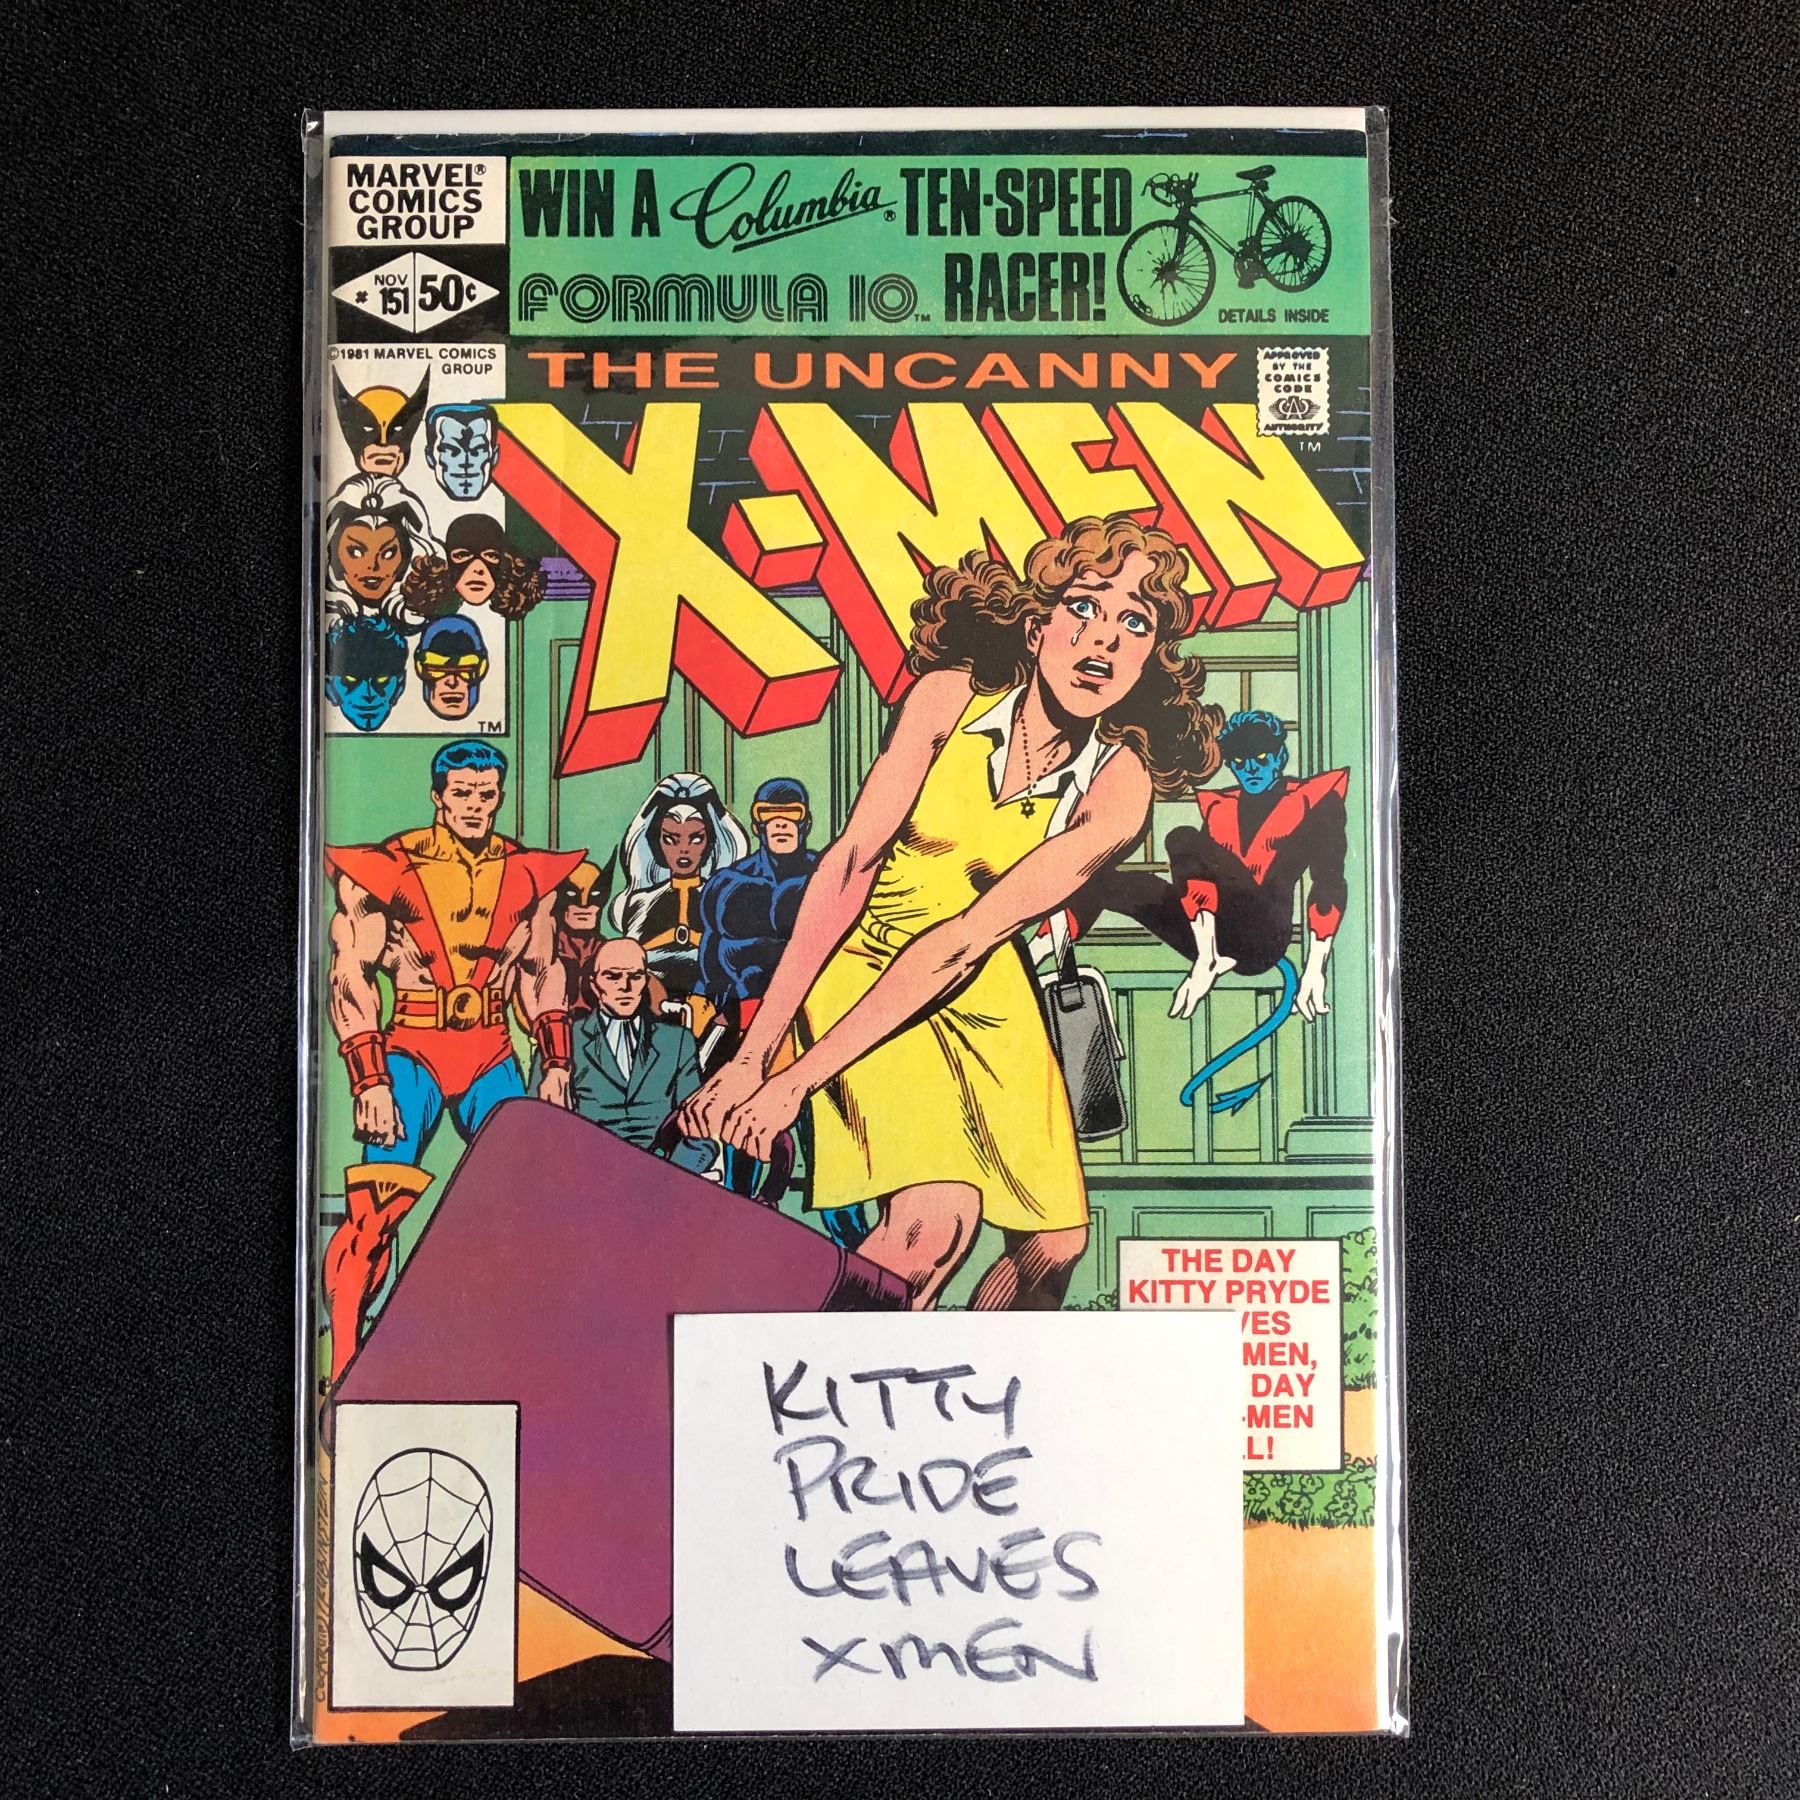 MARVEL®
COMICS
GROUP
NOV
151
50¢
WIN A Columbia® TEN-SPEED
FORMULA 10™ RACER!
DETAILS INSIDE
©1981 MARVEL COMICS
GROUP
THE UNCANNY
X-MEN
TM
APPROVED
BY THE
COMICS
CODE
CA
AUTHORITY
TM
THE DAY
KITTY PRYDE
VES
MEN,
DAY
-MEN
LL!
KITTY
PRIDE
LEAVES
XMEN